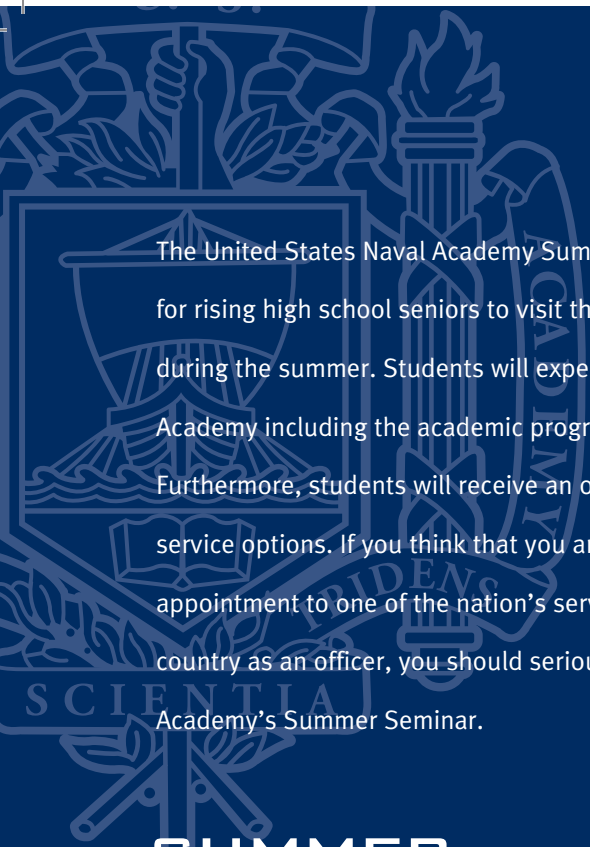 U. S.
ACADEMY
The United States Naval Academy Sum
for rising high school seniors to visit th
during the summer. Students will expe
Academy including the academic progr
Furthermore, students will receive an o
service options. If you think that you ar
appointment to one of the nation’s serv
country as an officer, you should seriou
Academy’s Summer Seminar.
TRIDENS
SCIENTIA
SUMMER